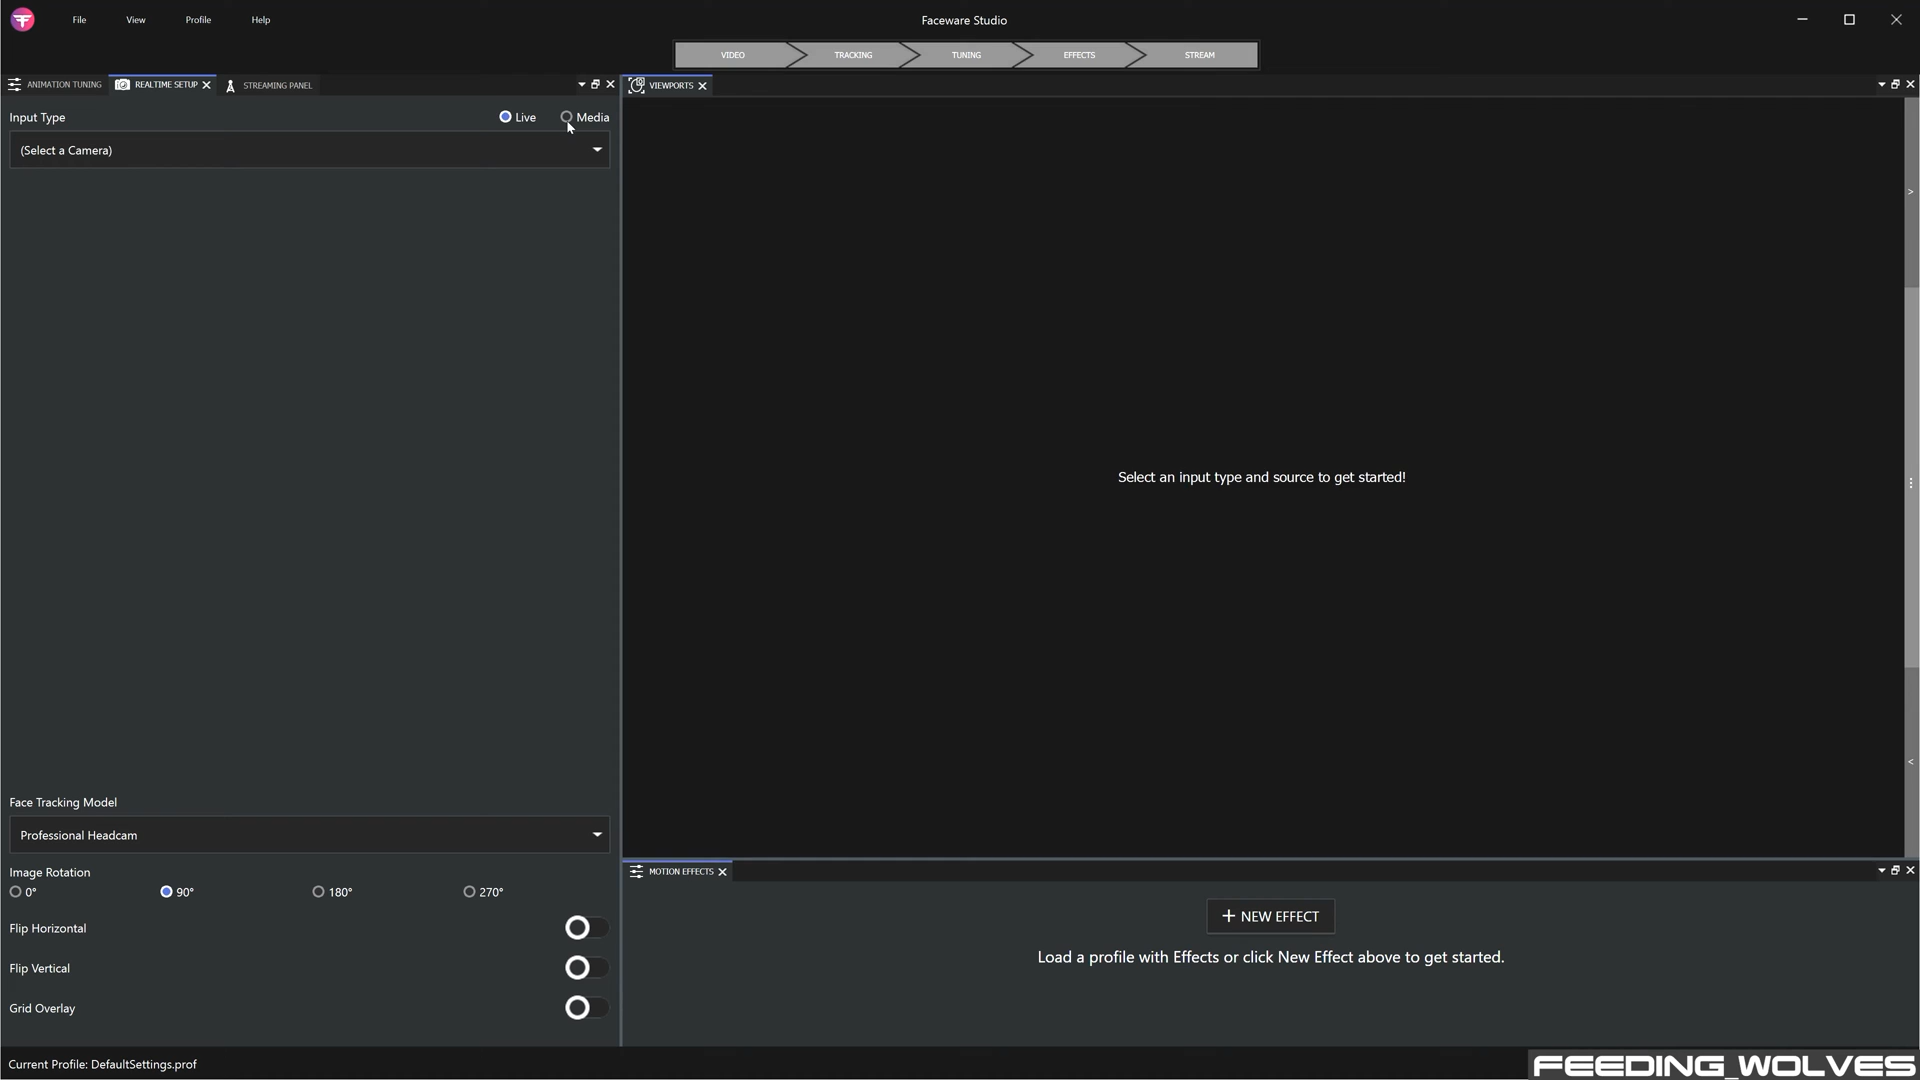 File View Profile Help Faceware Studio
VIDEO TRACKING TUNING EFFECTS STREAM
ANIMATION TUNING REALTIME SETUP STREAMING PANEL VIEWPORTS
Input Type Live Media
(Select a Camera)
Select an input type and source to get started!
Face Tracking Model
Professional Headcam
Image Rotation
0° 90° 180° 270°
Flip Horizontal
Flip Vertical
Grid Overlay
MOTION EFFECTS
+ NEW EFFECT
Load a profile with Effects or click New Effect above to get started.
Current Profile: DefaultSettings.prof
FEEDING_WOLVES